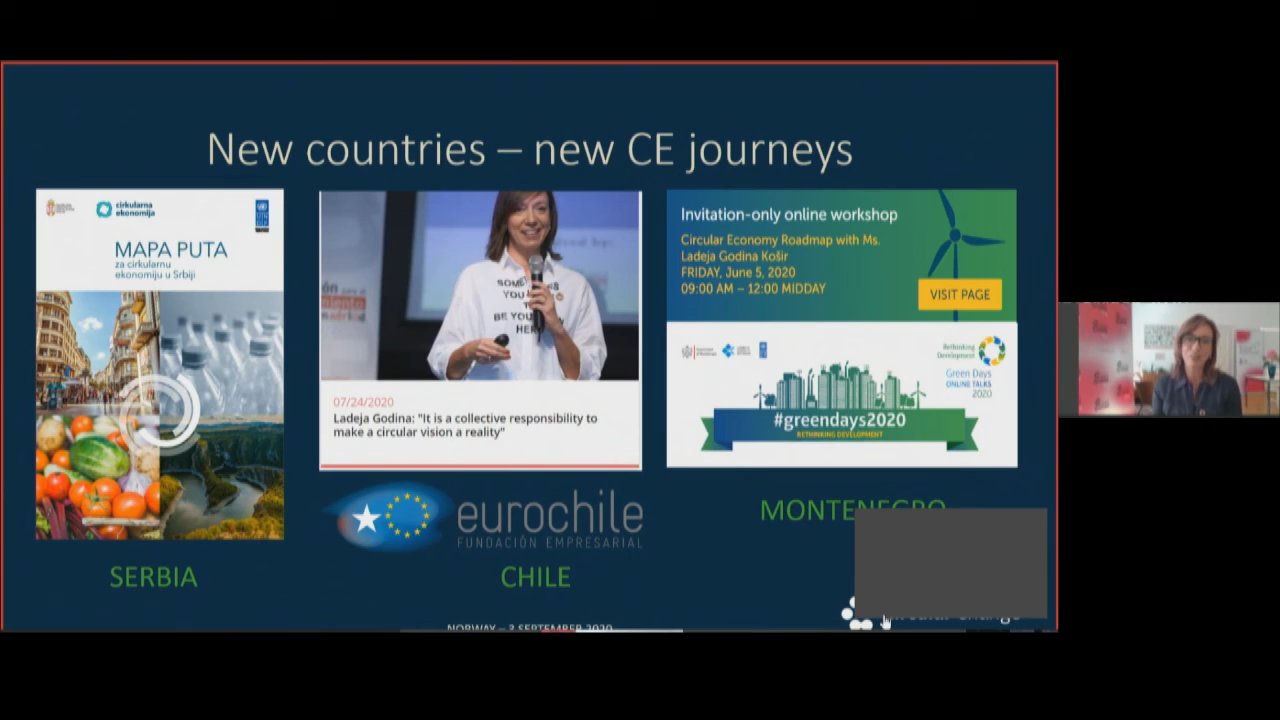 New countries – new CE journeys
cirkularna
ekonomija
MAPA PUTA
za cirkularnu
ekonomiju u Srbiji
SERBIA
07/24/2020
Ladeja Godina: "It is a collective responsibility to
make a circular vision a reality"
eurochile
FUNDACIÓN EMPRESARIAL
CHILE
Invitation-only online workshop
Circular Economy Roadmap with Ms.
Ladeja Godina Košir
FRIDAY, June 5, 2020
09:00 AM – 12:00 MIDDAY
VISIT PAGE
Rethinking
Development
Green Days
ONLINE TALKS
2020
#greendays2020
RETHINKING DEVELOPMENT
MONTENEGRO
NORWAY – 3 SEPTEMBER 2020